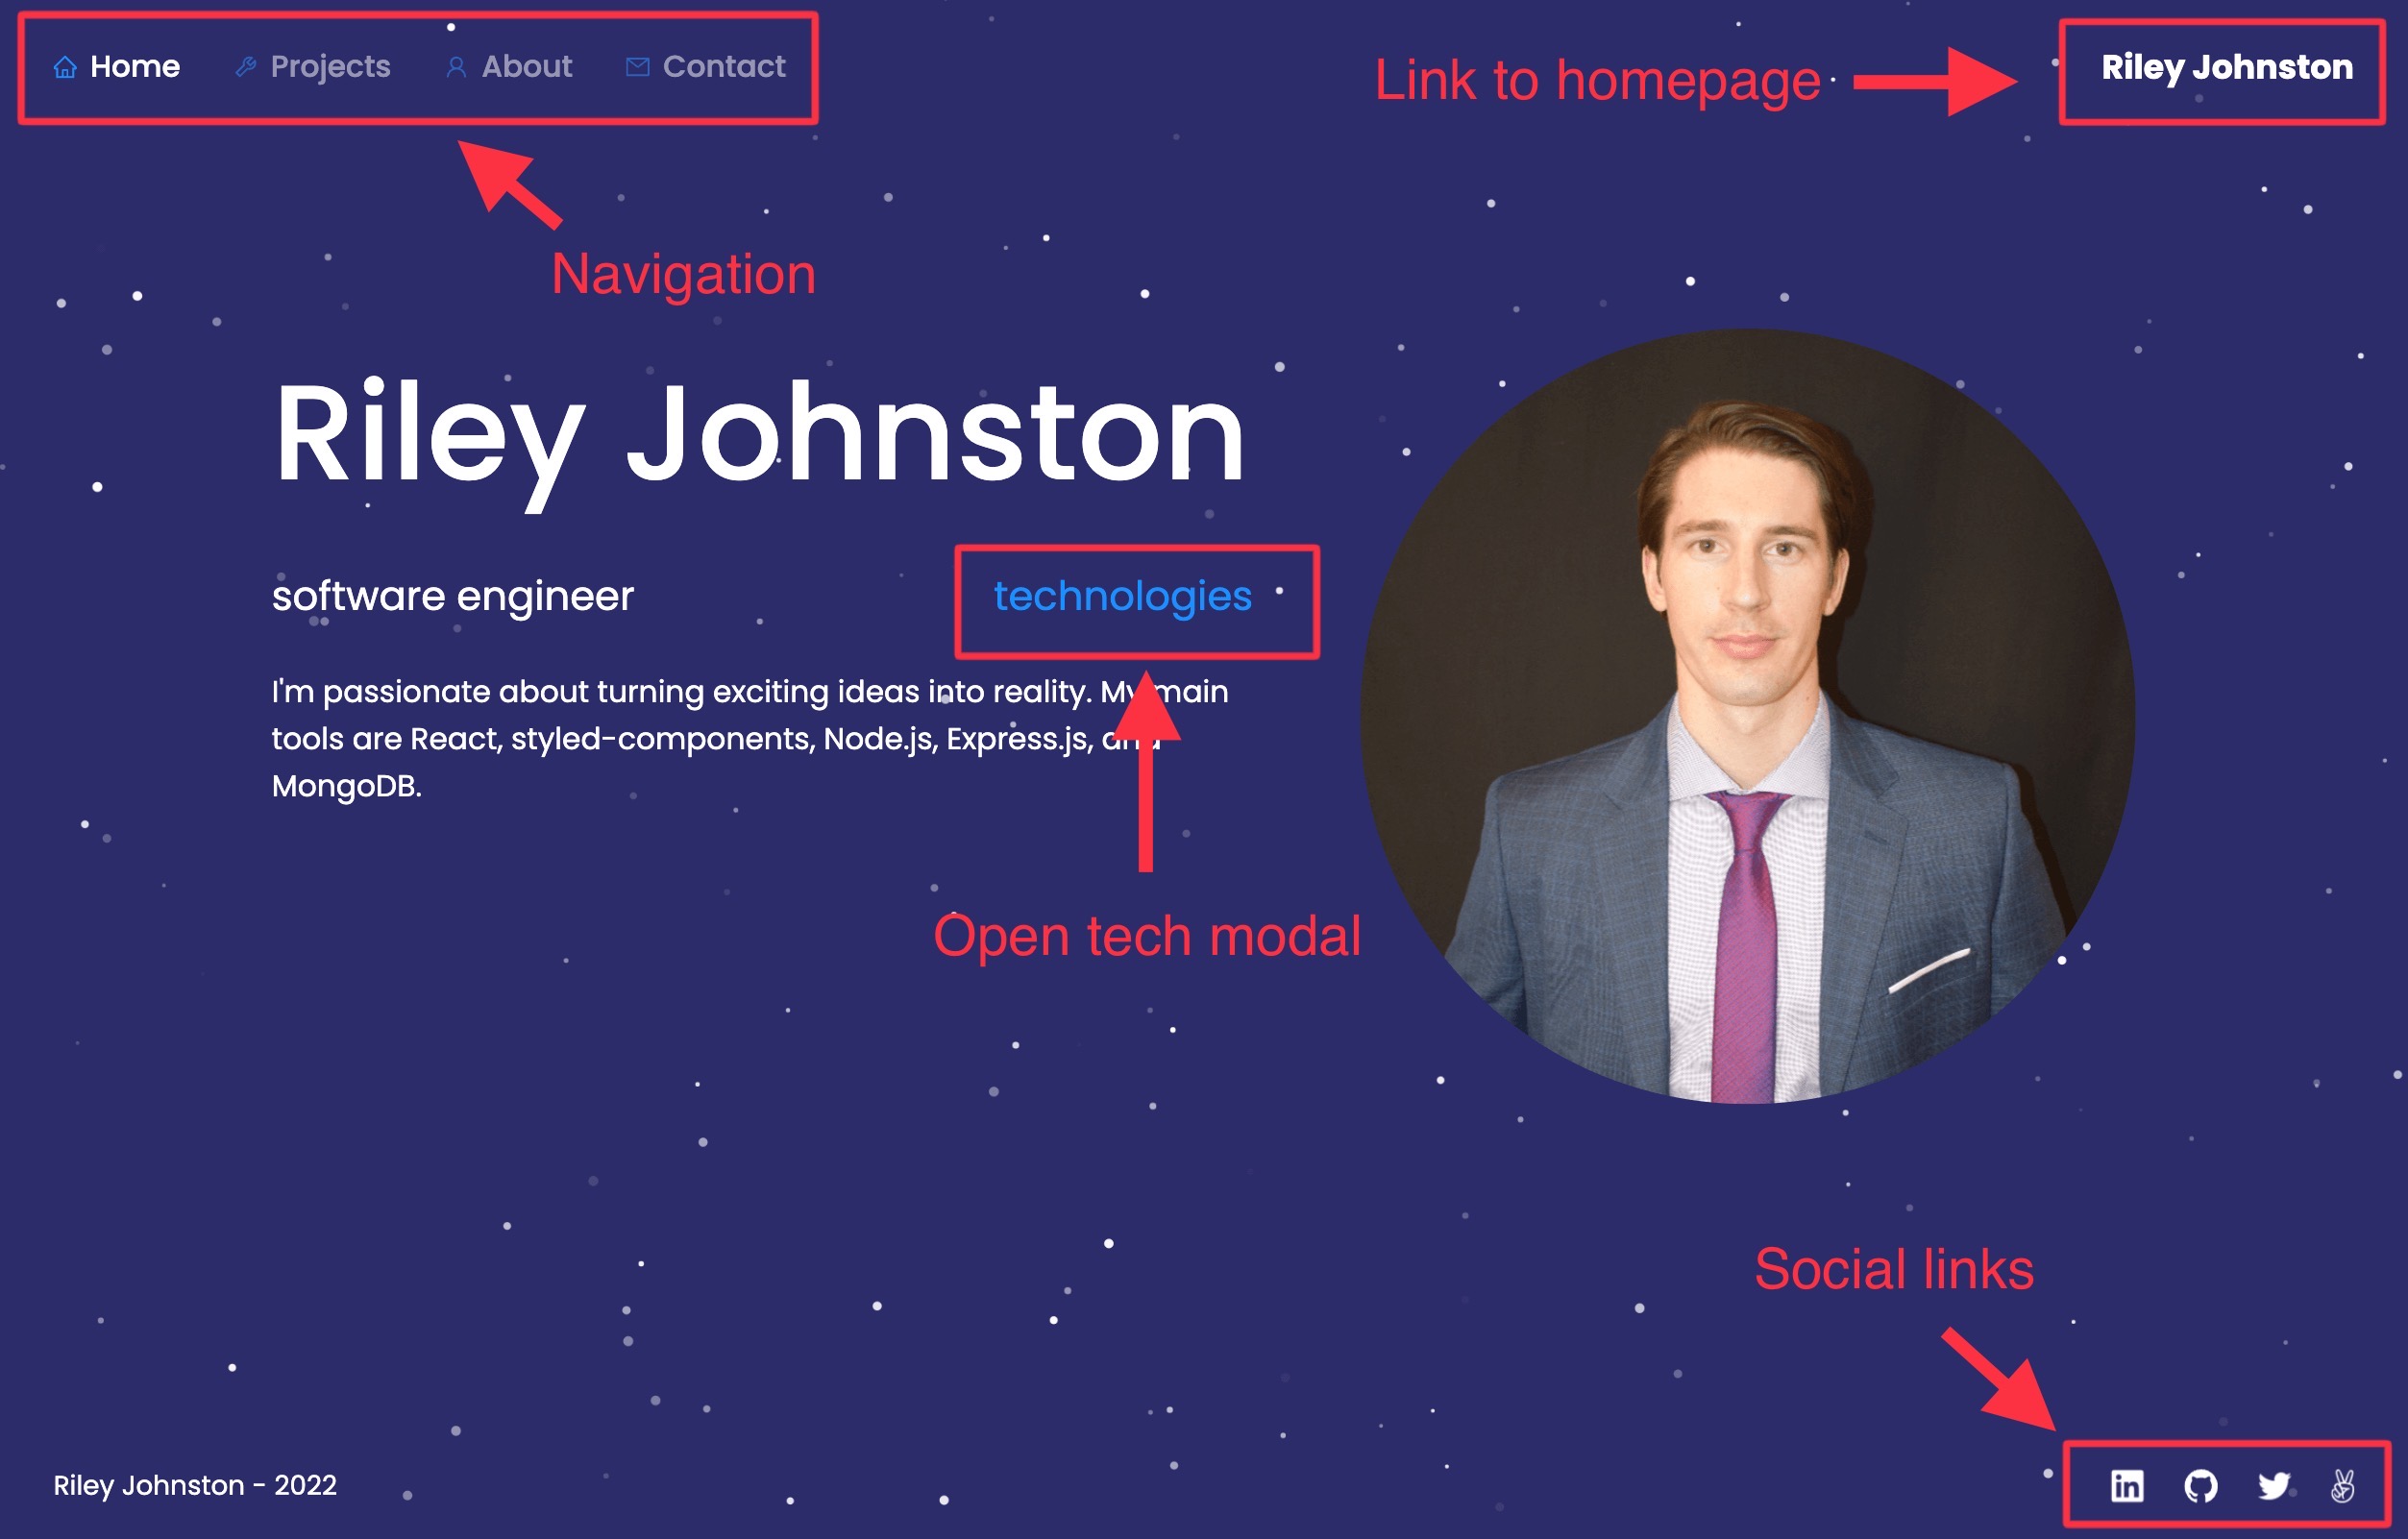 Home Projects About Contact
Link to homepage
Riley Johnston
Navigation
Riley Johnston
software engineer
technologies
I'm passionate about turning exciting ideas into reality. My main
tools are React, styled-components, Node.js, Express.js, and
MongoDB.
Open tech modal
Social links
Riley Johnston - 2022
in